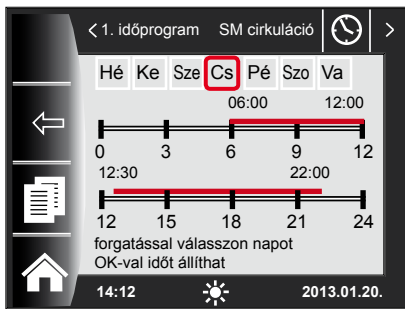 < 1. időprogram SM cirkuláció >
Hé Ke Sze Cs Pé Szo Va
06:00 12:00
0 3 6 9 12
12:30 22:00
12 15 18 21 24
forgatással válasszon napot
OK-val időt állíthat
14:12 2013.01.20.